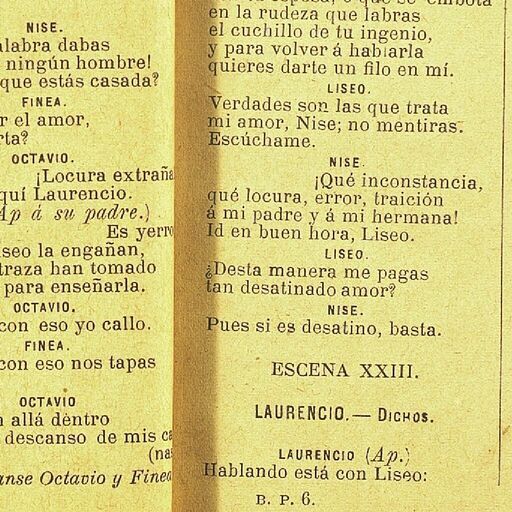 NISE.
alabra dabas
ningún hombre!
que estás casada?
FINEA.
r el amor,
rta?
OCTAVIO.
¡Locura extraña
quí Laurencio.
Ap á su padre.)
Es yerro
iseo la engañan,
traza han tomado
para enseñarla.
OCTAVIO.
con eso yo callo.
FINEA.
con eso nos tapas
OCTAVIO
allá dentro
descanso de mis
anse Octavio y Finea
que se embota
en la rudeza que labras
el cuchillo de tu ingenio,
y para volver á hablarla
quieres darte un filo en mí.
LISEO.
Verdades son las que trata
mi amor, Nise; no mentiras.
Escúchame.
NISE.
¡Qué inconstancia,
qué locura, error, traición
á mi padre y á mi hermana!
Id en buen hora, Liseo.
LISEO.
¿Desta manera me pagas
tan desatinado amor?
NISE.
Pues si es desatino, basta.
ESCENA XXIII.
LAURENCIO.—DICHOS.
LAURENCIO (Ap.)
Hablando está con Liseo:
B. P. 6.